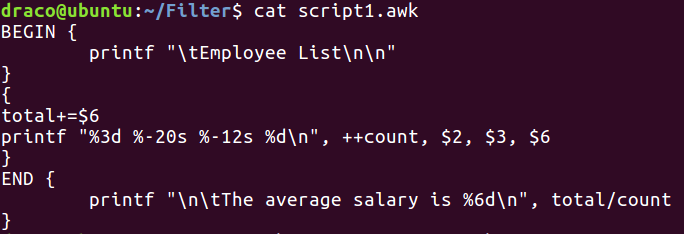 draco@ubuntu:~/Filter$ cat script1.awk
BEGIN {
        printf "\tEmployee List\n\n"
}
{
total+=$6
printf "%3d %-20s %-12s %d\n", ++count, $2, $3, $6
}
END {
        printf "\n\tThe average salary is %6d\n", total/count
}